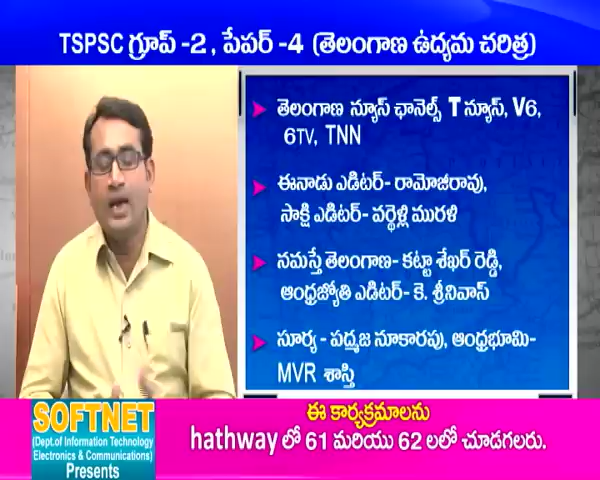 TSPSC గ్రూప్ -2 , పేపర్ -4 (తెలంగాణ ఉద్యమ చరిత్ర)
తెలంగాణ న్యూస్ ఛానెల్స్ T న్యూస్, V6,
6TV, TNN
ఈనాడు ఎడిటర్- రామోజీరావు,
సాక్షి ఎడిటర్- వర్థెళ్లి మురళి
నమస్తే తెలంగాణ- కట్టా శేఖర్ రెడ్డి,
ఆంధ్రజ్యోతి ఎడిటర్- కె. శ్రీనివాస్
సూర్య - పద్మజ నూకారపు, ఆంధ్రభూమి-
MVR శాస్తి
SOFTNET
(Dept.of Information Technology
Electronics & Communications)
Presents
ఈ కార్యక్రమాలను
hathway లో 61 మరియు 62 లలో చూడగలరు.